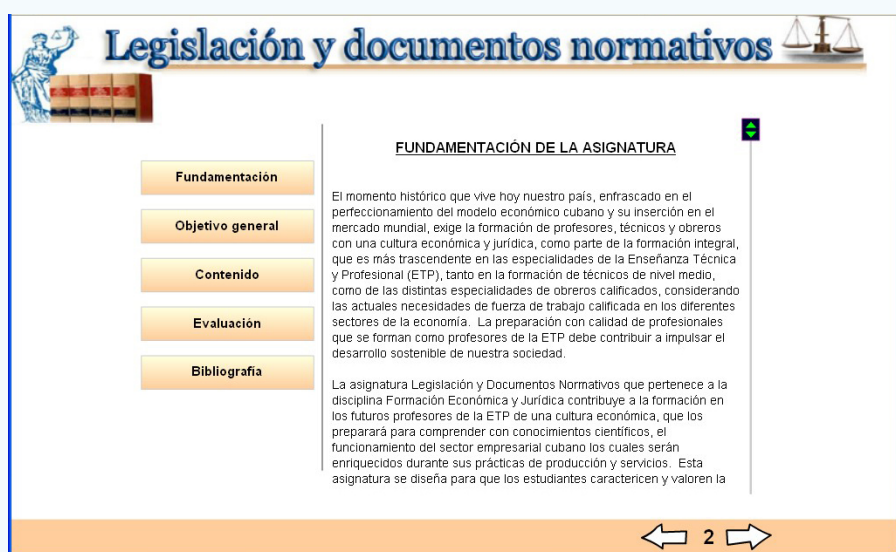 Legislación y documentos normativos
Fundamentación
Objetivo general
Contenido
Evaluación
Bibliografía
FUNDAMENTACIÓN DE LA ASIGNATURA
El momento histórico que vive hoy nuestro país, enfrascado en el
perfeccionamiento del modelo económico cubano y su inserción en el
mercado mundial, exige la formación de profesores, técnicos y obreros
con una cultura económica y jurídica, como parte de la formación integral,
que es más trascendente en las especialidades de la Enseñanza Técnica
y Profesional (ETP), tanto en la formación de técnicos de nivel medio,
como de las distintas especialidades de obreros calificados, considerando
las actuales necesidades de fuerza de trabajo calificada en los diferentes
sectores de la economía. La preparación con calidad de profesionales
que se forman como profesores de la ETP debe contribuir a impulsar el
desarrollo sostenible de nuestra sociedad.
La asignatura Legislación y Documentos Normativos que pertenece a la
disciplina Formación Económica y Jurídica contribuye a la formación en
los futuros profesores de la ETP de una cultura económica, que los
preparará para comprender con conocimientos científicos, el
funcionamiento del sector empresarial cubano los cuales serán
enriquecidos durante sus prácticas de producción y servicios. Esta
asignatura se diseña para que los estudiantes caractericen y valoren la
2